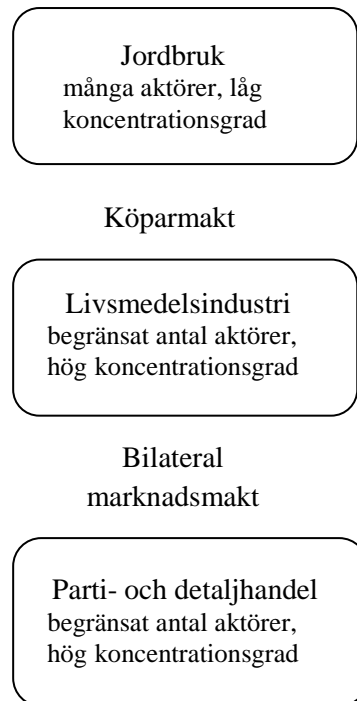 Jordbruk
många aktörer, låg
koncentrationsgrad
Köparmakt
Livsmedelsindustri
begränsat antal aktörer,
hög koncentrationsgrad
Bilateral
marknadsmakt
Parti- och detaljhandel
begränsat antal aktörer,
hög koncentrationsgrad